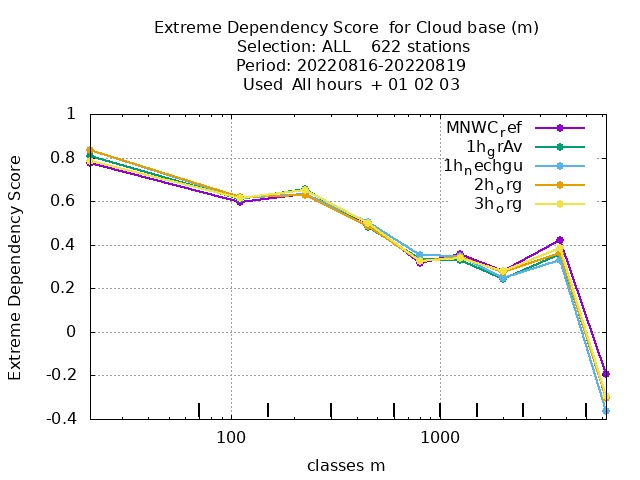 Extreme Dependency Score  for Cloud base (m)
Selection: ALL    622 stations
Period: 20220816-20220819
Used  All hours  + 01 02 03
Extreme Dependency Score
1
0.8
0.6
0.4
0.2
0
-0.2
-0.4
MNWC_ref
1h_grAv
1h_nechgu
2h_org
3h_org
100
1000
classes m